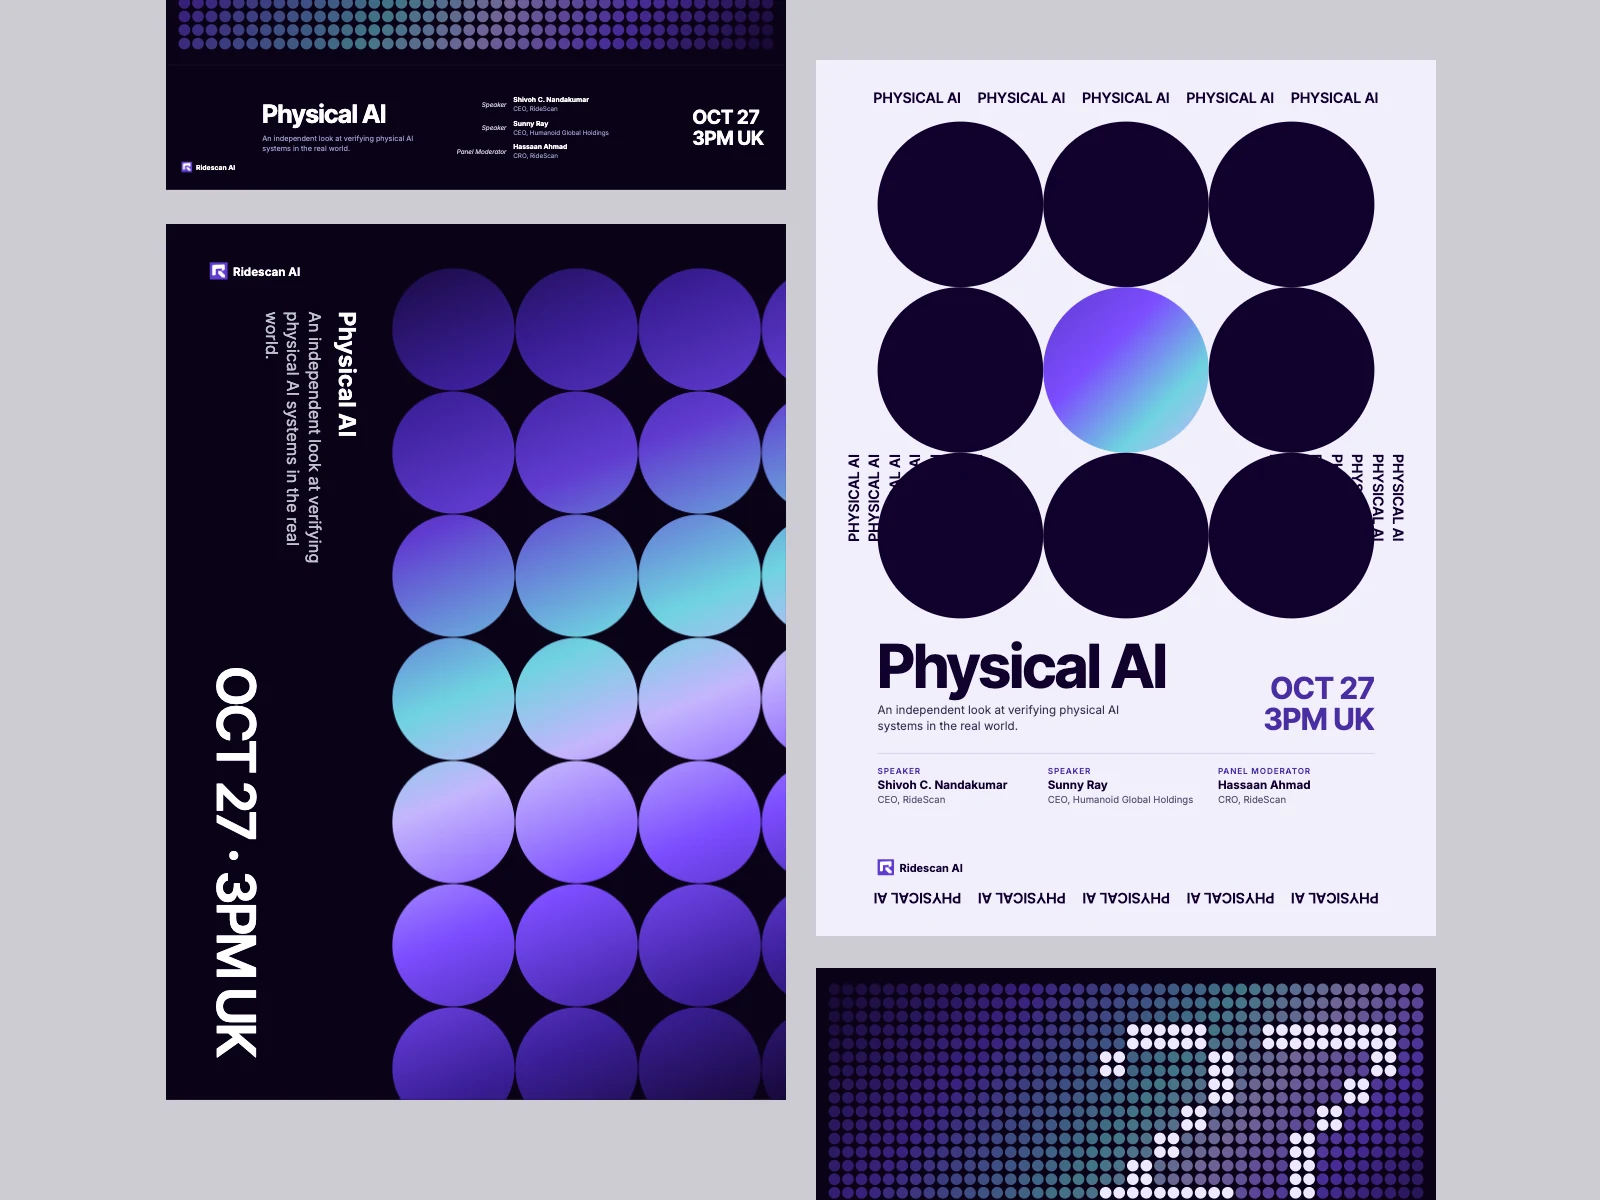 Physical AI
An independent look at verifying physical AI
systems in the real world.
Speaker
Shivoh C. Nandakumar
CEO, RideScan
Speaker
Sunny Ray
CEO, Humanoid Global Holdings
Panel Moderator
Hassaan Ahmad
CRO, RideScan
OCT 27
3PM UK
Ridescan AI
Ridescan AI
Physical AI
An independent look at verifying
physical AI systems in the real
world.
OCT 27 · 3PM UK
PHYSICAL AI PHYSICAL AI PHYSICAL AI PHYSICAL AI PHYSICAL AI
PHYSICAL AI
PHYSICAL AI
AI
AI
PHYSICAL AI
PHYSICAL AI
Physical AI
An independent look at verifying physical AI
systems in the real world.
OCT 27
3PM UK
SPEAKER
Shivoh C. Nandakumar
CEO, RideScan
SPEAKER
Sunny Ray
CEO, Humanoid Global Holdings
PANEL MODERATOR
Hassaan Ahmad
CRO, RideScan
Ridescan AI
PHYSICAL AI PHYSICAL AI PHYSICAL AI PHYSICAL AI PHYSICAL AI
27